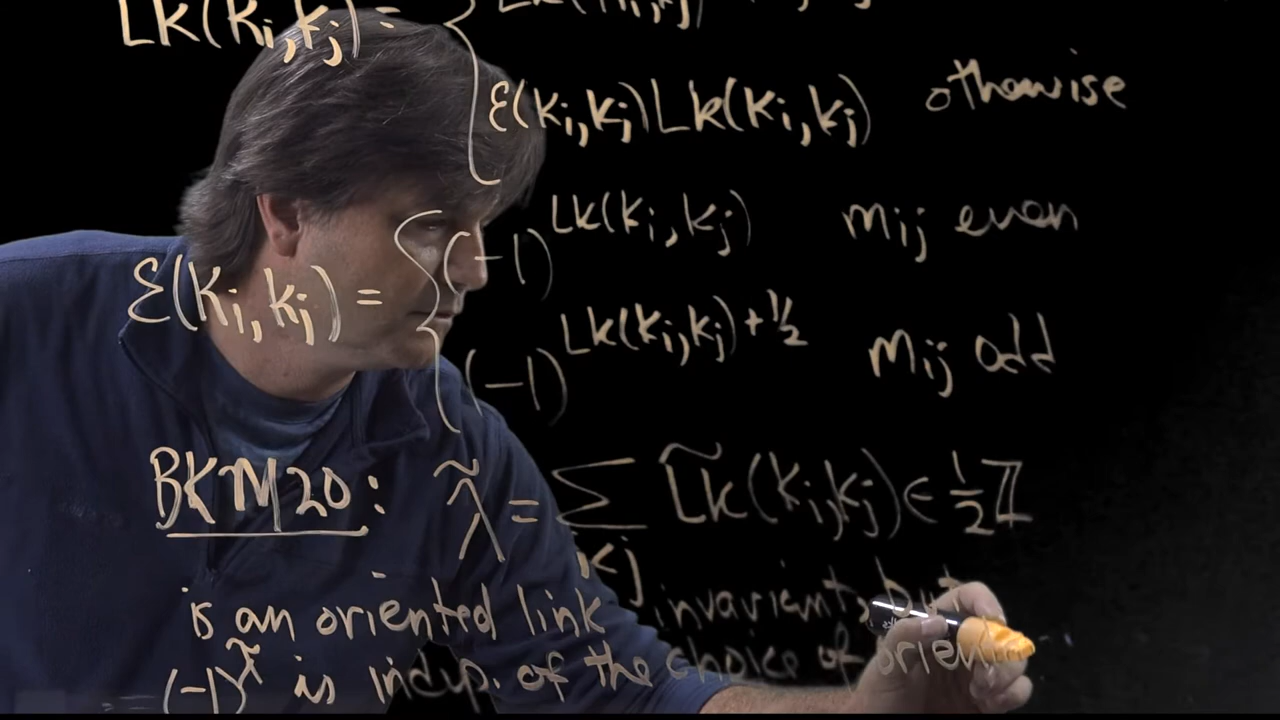 Lk(Ki,Kj) = { Lk(Ki,Kj)
ε(Ki,Kj)Lk(Ki,Kj) otherwise
ε(Ki,Kj) = { (-1)^Lk(Ki,Kj) mij even
(-1)^Lk(Ki,Kj)+1/2 mij odd
BKM20: λ̃ = Σ i<j L̃k(Ki,Kj) ∈ ½ℤ
is an oriented link invariant, but
(-1)^λ̃ is indep. of the choice of orien